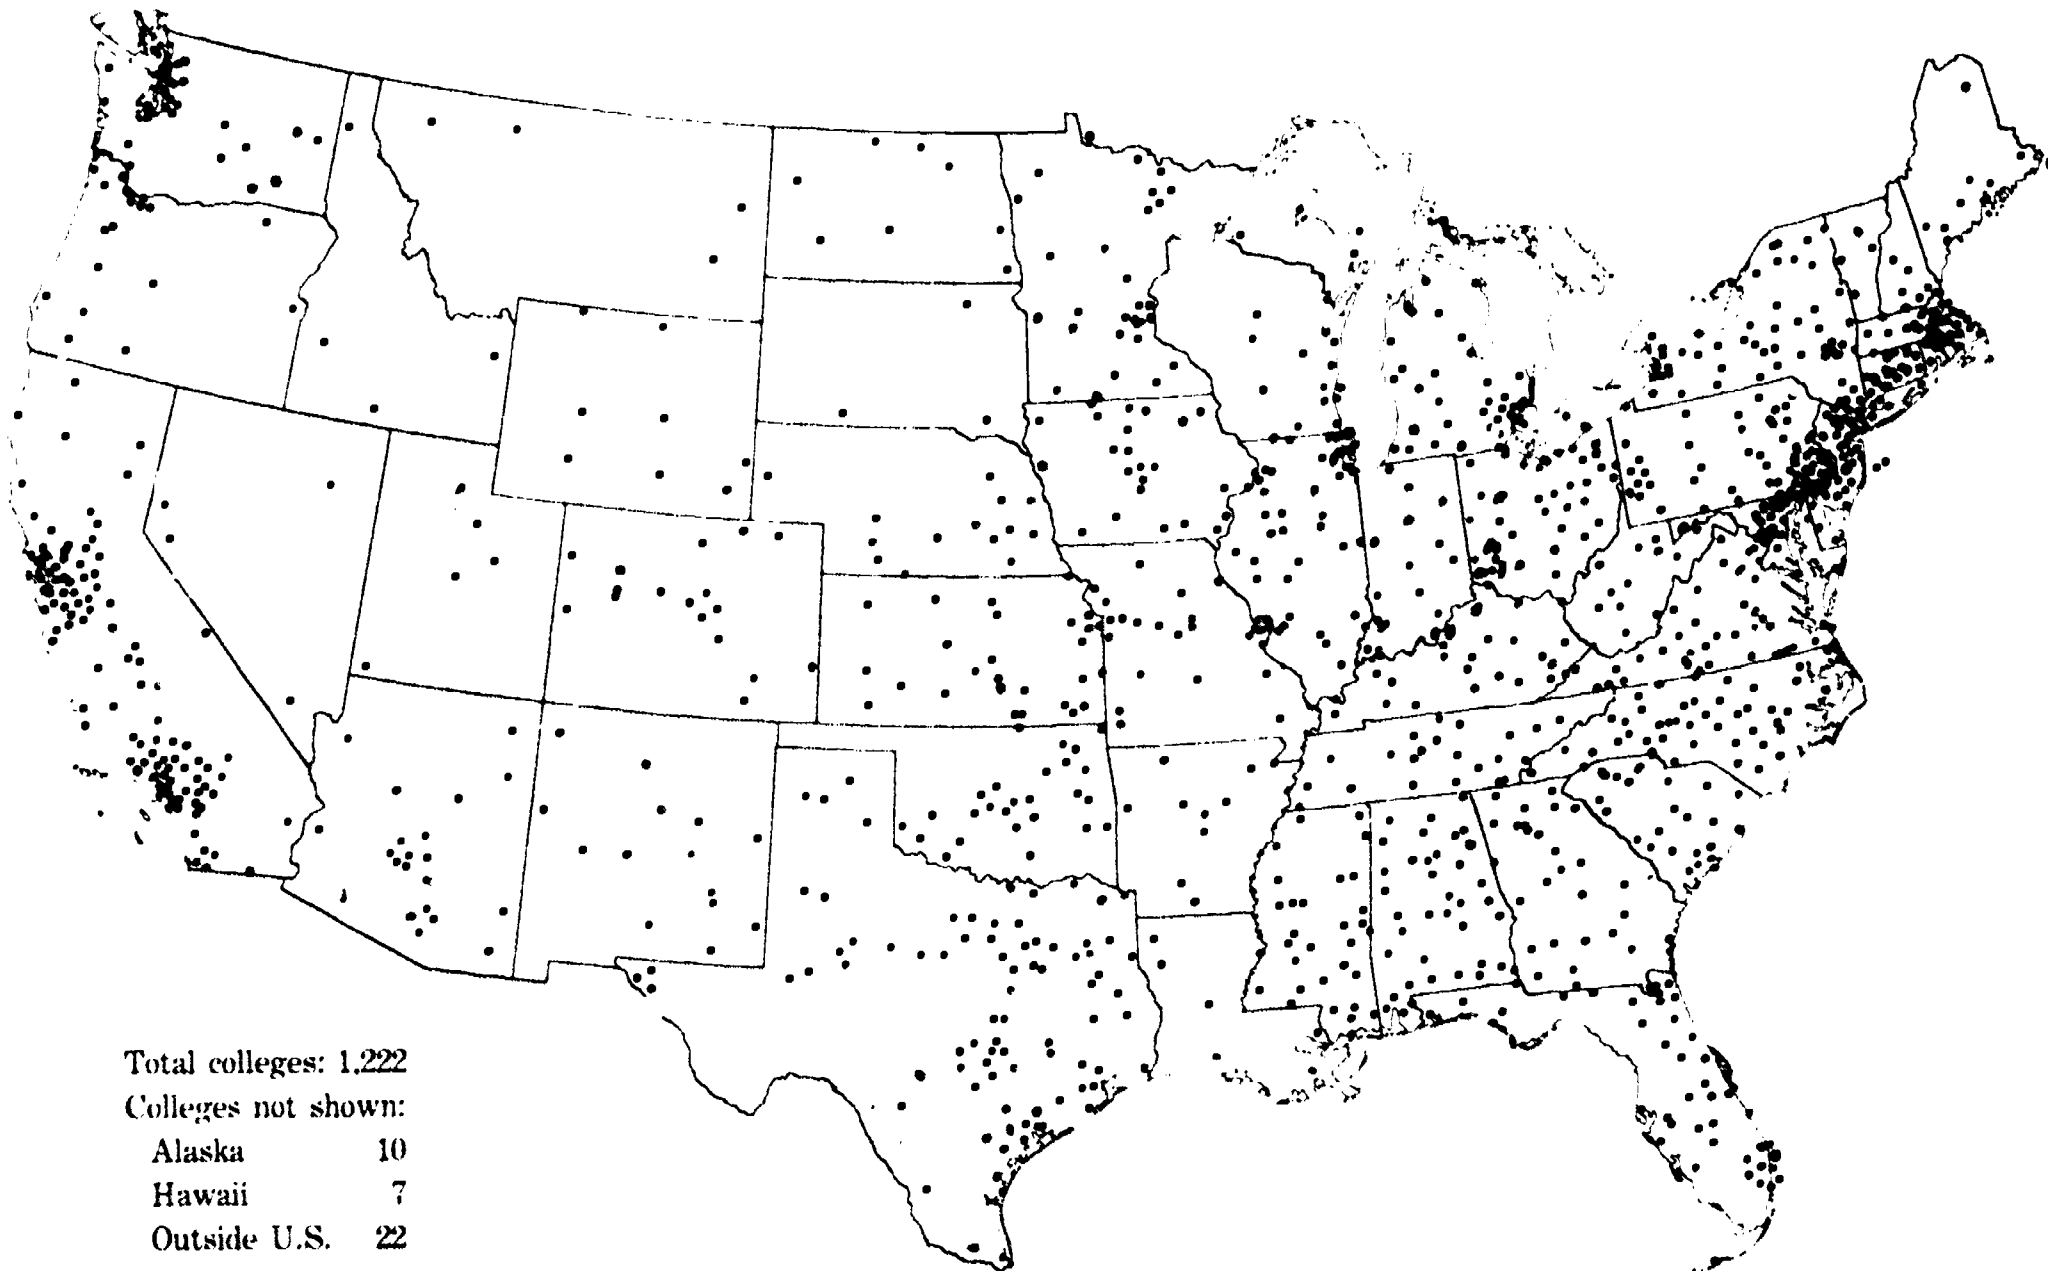 Total colleges: 1,222
Colleges not shown:
Alaska 10
Hawaii 7
Outside U.S. 22